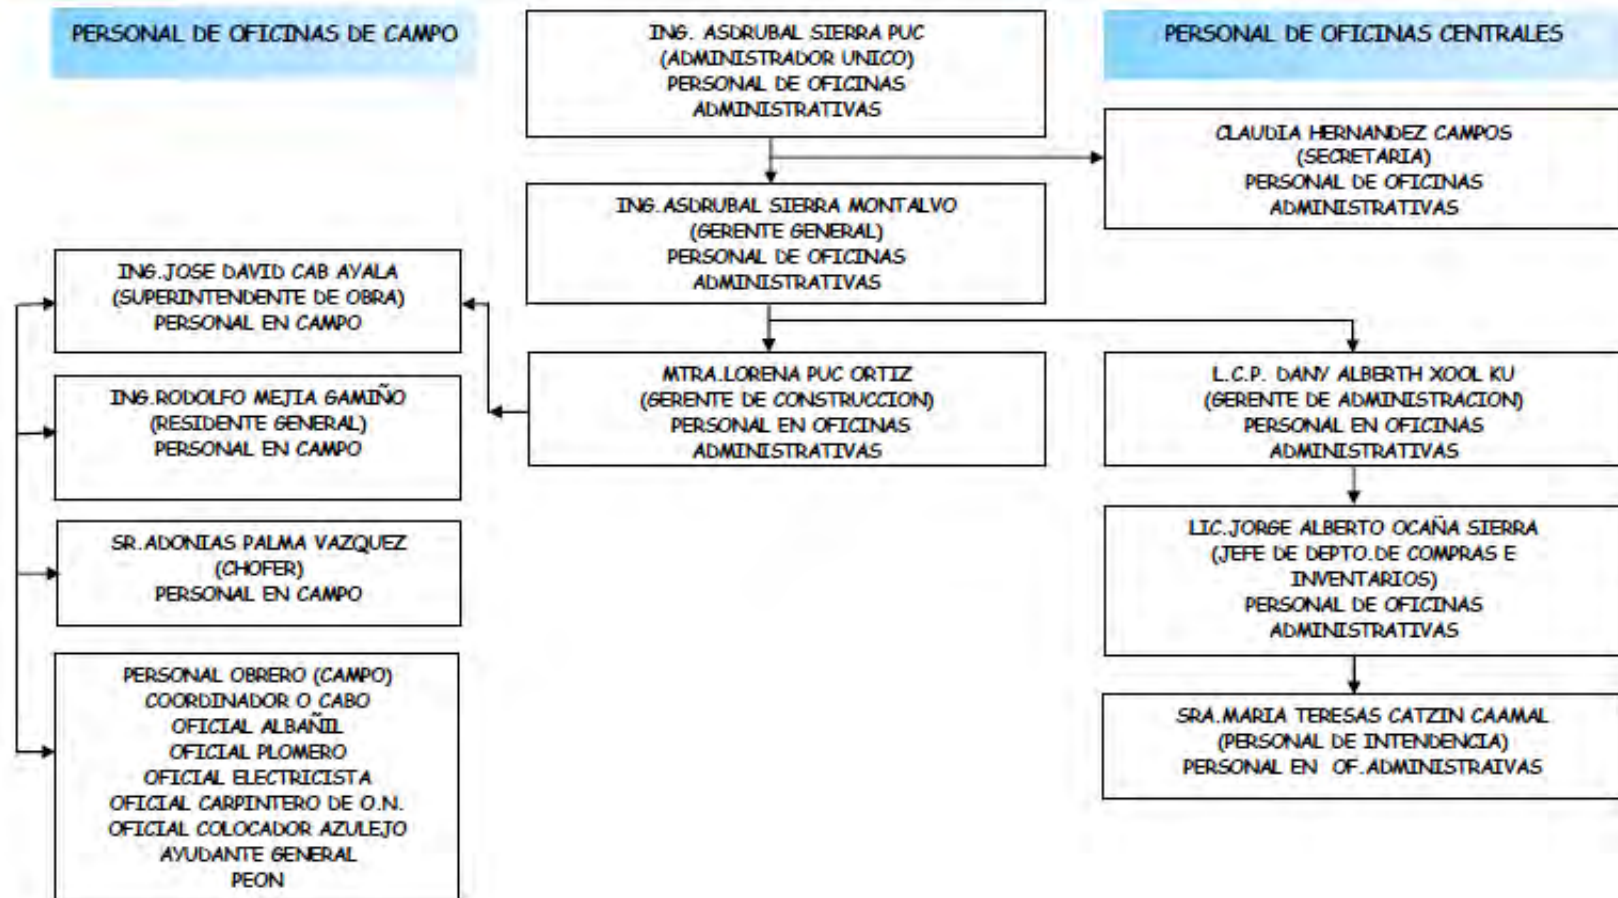 PERSONAL DE OFICINAS DE CAMPO
ING. ASDRUBAL SIERRA PUC
(ADMINISTRADOR UNICO)
PERSONAL DE OFICINAS
ADMINISTRATIVAS
PERSONAL DE OFICINAS CENTRALES
CLAUDIA HERNANDEZ CAMPOS
(SECRETARIA)
PERSONAL DE OFICINAS
ADMINISTRATIVAS
ING.ASDRUBAL SIERRA MONTALVO
(GERENTE GENERAL)
PERSONAL DE OFICINAS
ADMINISTRATIVAS
ING.JOSE DAVID CAB AYALA
(SUPERINTENDENTE DE OBRA)
PERSONAL EN CAMPO
MTRA.LORENA PUC ORTIZ
(GERENTE DE CONSTRUCCION)
PERSONAL EN OFICINAS
ADMINISTRATIVAS
L.C.P. DANY ALBERTH XOOL KU
(GERENTE DE ADMINISTRACION)
PERSONAL EN OFICINAS
ADMINISTRATIVAS
ING.RODOLFO MEJIA GAMIÑO
(RESIDENTE GENERAL)
PERSONAL EN CAMPO
SR.ADONIAS PALMA VAZQUEZ
(CHOFER)
PERSONAL EN CAMPO
LIC.JORGE ALBERTO OCAÑA SIERRA
(JEFE DE DEPTO.DE COMPRAS E
INVENTARIOS)
PERSONAL DE OFICINAS
ADMINISTRATIVAS
PERSONAL OBRERO (CAMPO)
COORDINADOR O CABO
OFICIAL ALBAÑIL
OFICIAL PLOMERO
OFICIAL ELECTRICISTA
OFICIAL CARPINTERO DE O.N.
OFICIAL COLOCADOR AZULEJO
AYUDANTE GENERAL
PEON
SRA.MARIA TERESAS CATZIN CAAMAL
(PERSONAL DE INTENDENCIA)
PERSONAL EN OF.ADMINISTRAIVAS